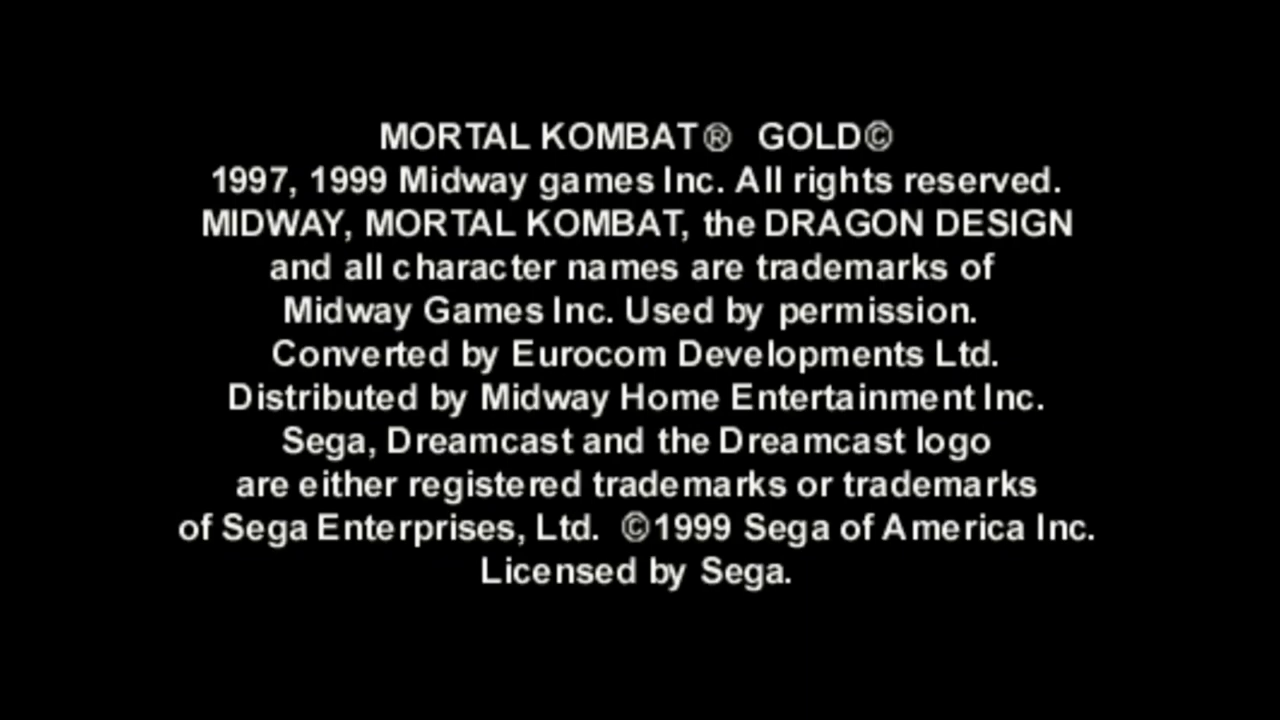 MORTAL KOMBAT® GOLD©
1997, 1999 Midway games Inc. All rights reserved.
MIDWAY, MORTAL KOMBAT, the DRAGON DESIGN
and all character names are trademarks of
Midway Games Inc. Used by permission.
Converted by Eurocom Developments Ltd.
Distributed by Midway Home Entertainment Inc.
Sega, Dreamcast and the Dreamcast logo
are either registered trademarks or trademarks
of Sega Enterprises, Ltd. ©1999 Sega of America Inc.
Licensed by Sega.